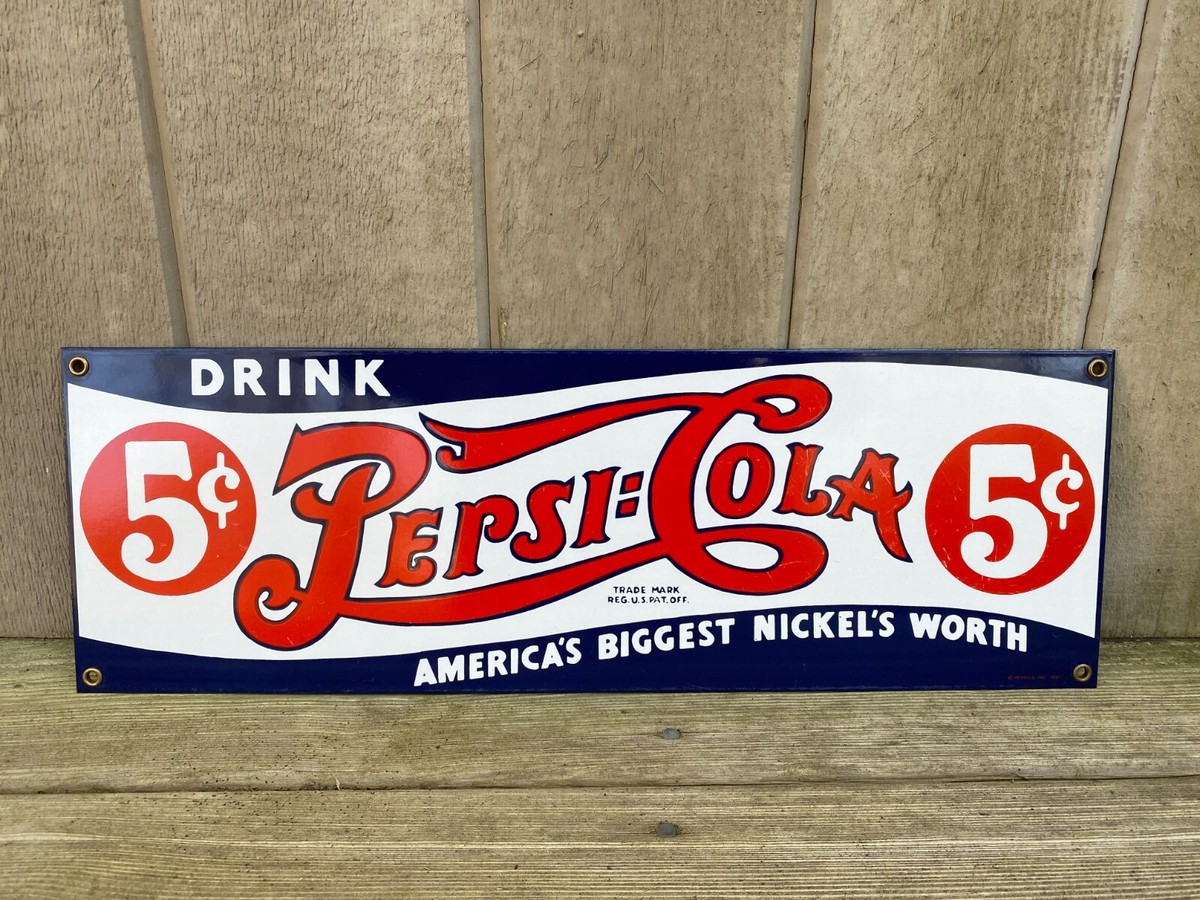 DRINK
5¢ PEPSI:COLA 5¢
TRADE MARK
REG.U.S.PAT.OFF.
AMERICA'S BIGGEST NICKEL'S WORTH